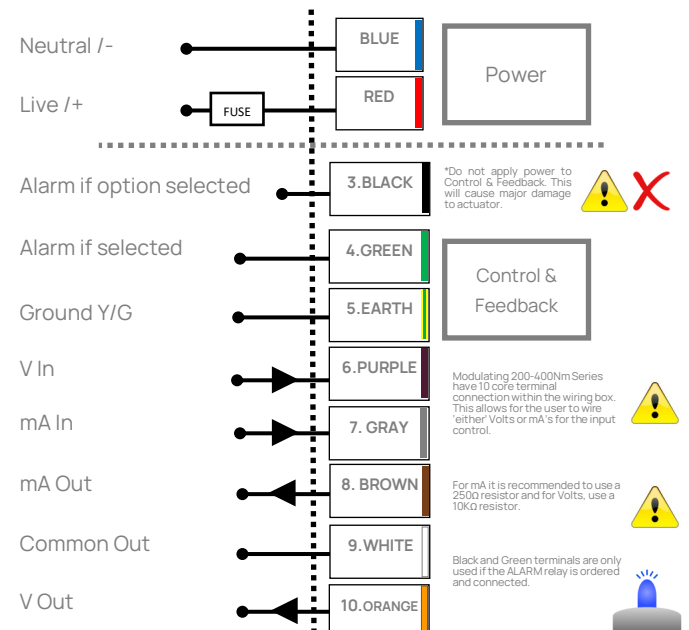 Neutral /-
BLUE
Power
Live /+
FUSE
RED
Alarm if option selected
3.BLACK
*Do not apply power to
Control & Feedback. This
will cause major damage
to actuator.
Alarm if selected
4.GREEN
Control &
Feedback
Ground Y/G
5.EARTH
V In
6.PURPLE
Modulating 200-400Nm Series
have 10 core terminal
connection within the wiring box.
This allows for the user to wire
'either' Volts or mA's for the input
control.
mA In
7. GRAY
mA Out
8. BROWN
For mA it is recommended to use a
250Ω resistor and for Volts, use a
10KΩ resistor.
Common Out
9.WHITE
Black and Green terminals are only
used if the ALARM relay is ordered
and connected.
V Out
10.ORANGE